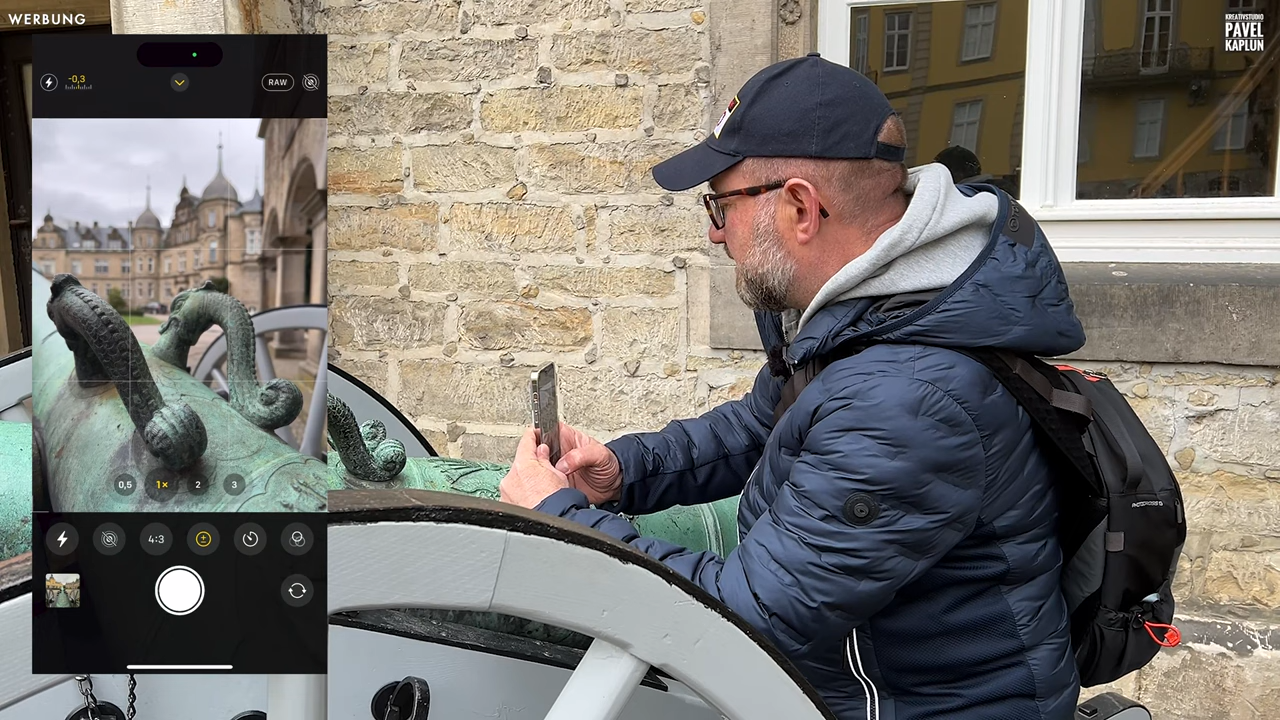 WERBUNG
KREATIVSTUDIO
PAVEL
KAPLUN
-0,3
RAW
0,5
1×
2
3
4:3